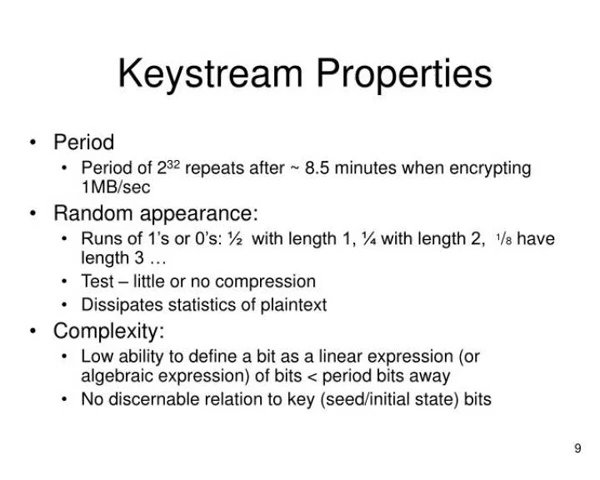 Keystream Properties
• Period
• Period of 2³² repeats after ~ 8.5 minutes when encrypting
1MB/sec
• Random appearance:
• Runs of 1's or 0's: ½ with length 1, ¼ with length 2, 1/8 have
length 3 …
• Test – little or no compression
• Dissipates statistics of plaintext
• Complexity:
• Low ability to define a bit as a linear expression (or
algebraic expression) of bits < period bits away
• No discernable relation to key (seed/initial state) bits
9